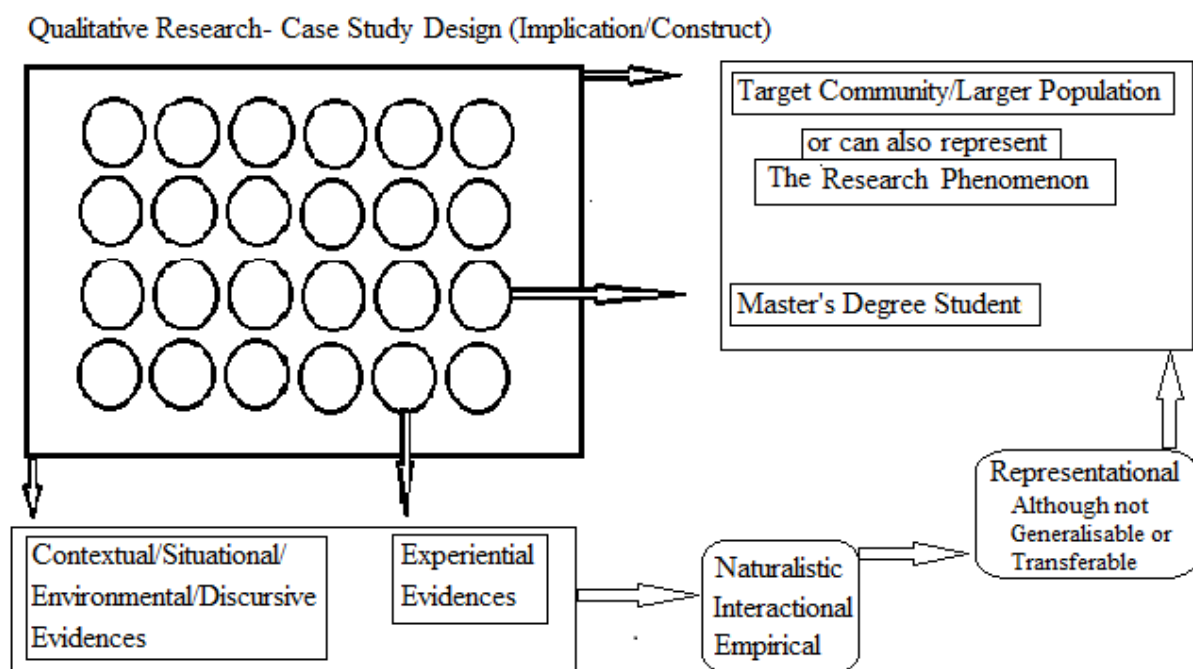 Qualitative Research- Case Study Design (Implication/Construct)
Target Community/Larger Population
or can also represent
The Research Phenomenon
Master's Degree Student
Contextual/Situational/
Environmental/Discursive
Evidences
Experiential
Evidences
Naturalistic
Interactional
Empirical
Representational
Although not
Generalisable or
Transferable